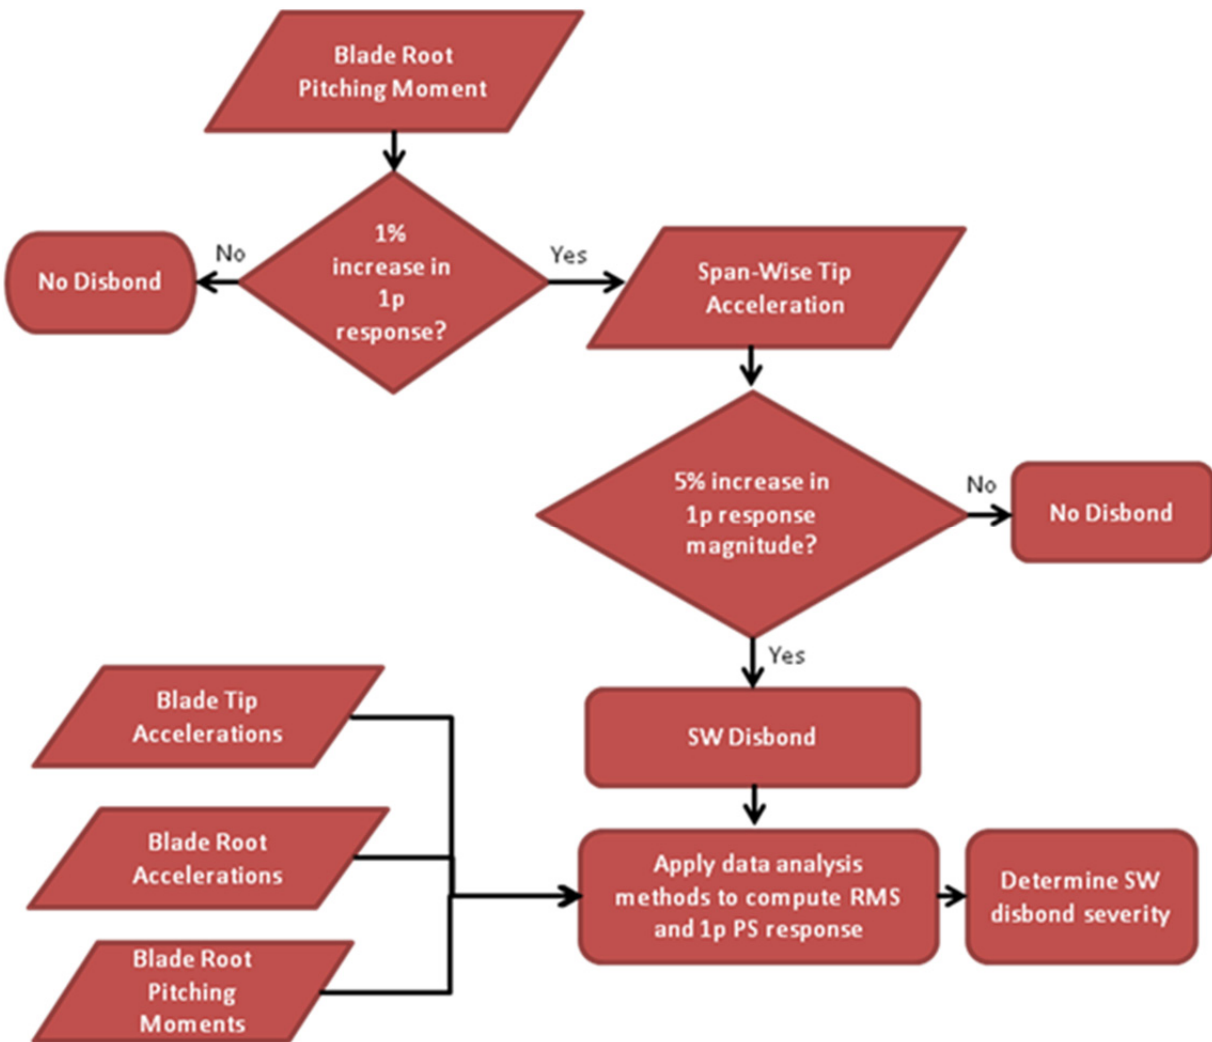 Blade Root
Pitching Moment
1%
increase in
1p
response?
No
No Disbond
Yes
Span-Wise Tip
Acceleration
5% increase in
1p response
magnitude?
No
No Disbond
Yes
SW Disbond
Blade Tip
Accelerations
Blade Root
Accelerations
Blade Root
Pitching
Moments
Apply data analysis
methods to compute RMS
and 1p PS response
Determine SW
disbond severity